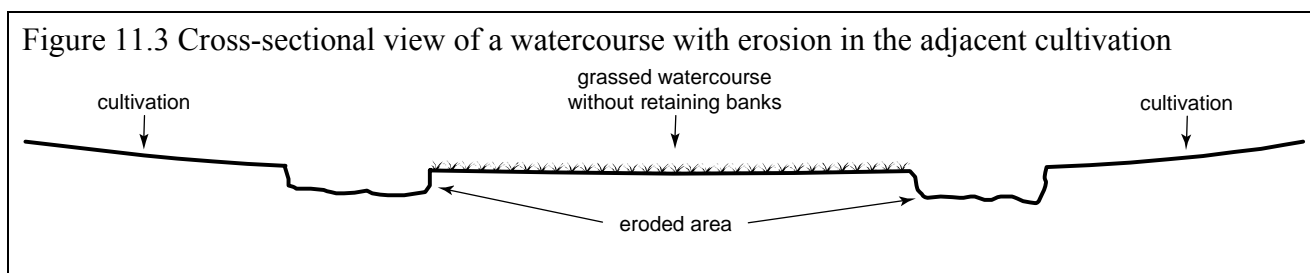 Figure 11.3 Cross-sectional view of a watercourse with erosion in the adjacent cultivation
grassed watercourse
without retaining banks
cultivation
cultivation
eroded area